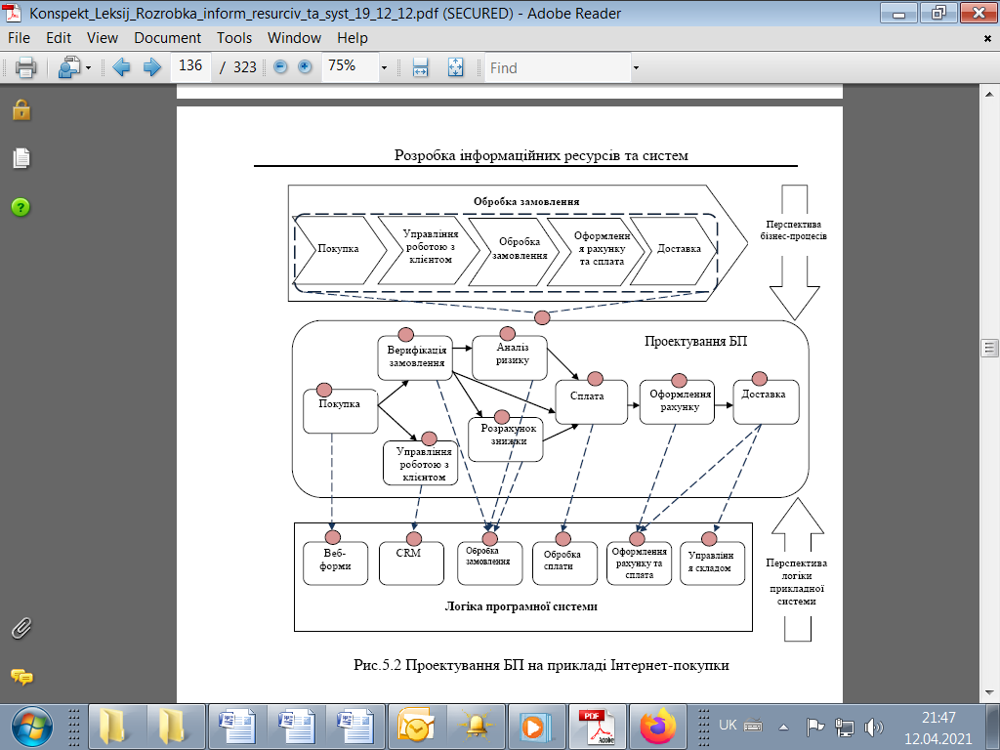 Konspekt_Leksij_Rozrobka_inform_resurciv_ta_syst_19_12_12.pdf (SECURED) - Adobe Reader
File Edit View Document Tools Window Help
136 / 323 75% Find
Розробка інформаційних ресурсів та систем
Обробка замовлення
Покупка
Управління
роботою з
клієнтом
Обробка
замовлення
Оформленн
я рахунку
та сплата
Доставка
Перспектива
бізнес-процесів
Проектування БП
Верифікація
замовлення
Аналіз
ризику
Покупка
Сплата
Оформлення
рахунку
Доставка
Управління
роботою з
клієнтом
Розрахунок
знижки
Веб-
форми
CRM
Обробка
замовлення
Обробка
сплати
Оформлення
рахунку та
сплата
Управлінн
я складом
Перспектива
логіки
прикладної
системи
Логіка програмної системи
Рис.5.2 Проектування БП на прикладі Інтернет-покупки
PDF
Adobe
UK
21:47
12.04.2021